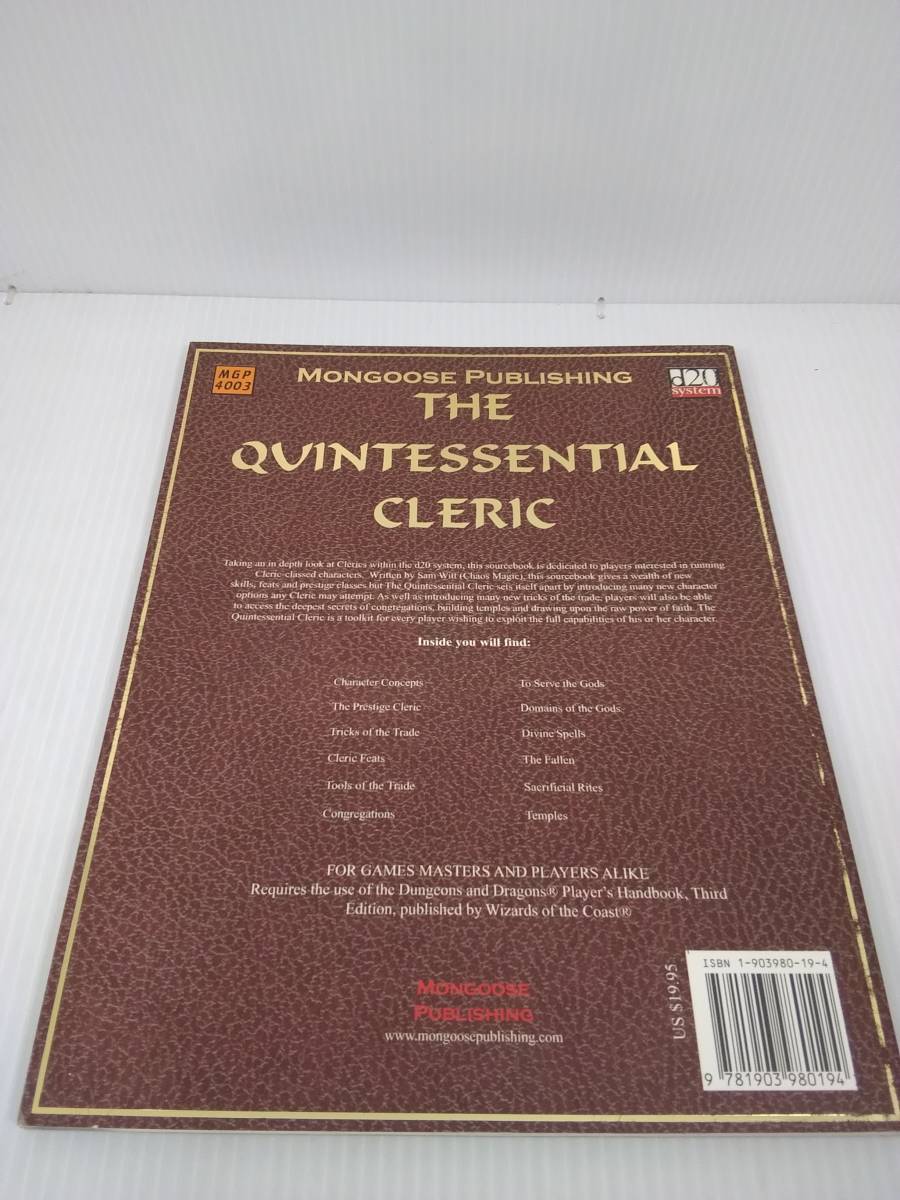 MGP
4003
MONGOOSE PUBLISHING
d20
system
THE
QUINTESSENTIAL
CLERIC
Taking an in depth look at Clerics within the d20 system, this sourcebook is dedicated to players interested in running
Cleric-classed characters. Written by Sam Witt (Chaos Magic), this sourcebook gives a wealth of new
skills, feats and prestige classes but The Quintessential Cleric sets itself apart by introducing many new character
options any Cleric may attempt. As well as introducing many new tricks of the trade, players will also be able
to access the deepest secrets of congregations, building temples and drawing upon the raw power of faith. The
Quintessential Cleric is a toolkit for every player wishing to exploit the full capabilities of his or her character.
Inside you will find:
Character Concepts
The Prestige Cleric
Tricks of the Trade
Cleric Feats
Tools of the Trade
Congregations
To Serve the Gods
Domains of the Gods
Divine Spells
The Fallen
Sacrificial Rites
Temples
FOR GAMES MASTERS AND PLAYERS ALIKE
Requires the use of the Dungeons and Dragons® Player's Handbook, Third
Edition, published by Wizards of the Coast®
MONGOOSE
PUBLISHING
www.mongoosepublishing.com
US $19.95
ISBN 1-903980-19-4
9 781903 980194